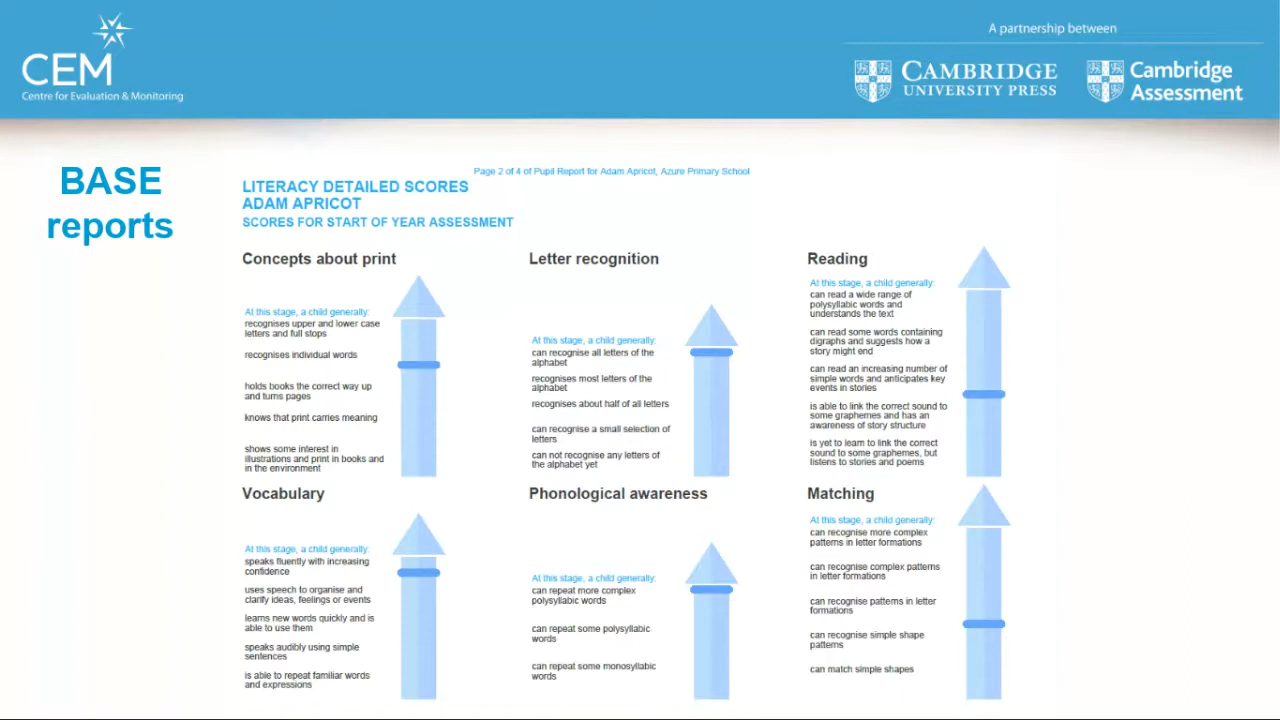 CEM
Centre for Evaluation & Monitoring
A partnership between
CAMBRIDGE
UNIVERSITY PRESS
Cambridge
Assessment
BASE
reports
Page 2 of 4 of Pupil Report for Adam Apricot, Azure Primary School
LITERACY DETAILED SCORES
ADAM APRICOT
SCORES FOR START OF YEAR ASSESSMENT
Concepts about print
At this stage, a child generally:
recognises upper and lower case
letters and full stops
recognises individual words
holds books the correct way up
and turns pages
knows that print carries meaning
shows some interest in
illustrations and print in books and
in the environment
Letter recognition
At this stage, a child generally:
can recognise all letters of the
alphabet
recognises most letters of the
alphabet
recognises about half of all letters
can recognise a small selection of
letters
can not recognise any letters of
the alphabet yet
Reading
At this stage, a child generally:
can read a wide range of
polysyllabic words and
understands the text
can read some words containing
digraphs and suggests how a
story might end
can read an increasing number of
simple words and anticipates key
events in stories
is able to link the correct sound to
some graphemes and has an
awareness of story structure
is yet to learn to link the correct
sound to some graphemes, but
listens to stories and poems
Vocabulary
At this stage, a child generally:
speaks fluently with increasing
confidence
uses speech to organise and
clarify ideas, feelings or events
learns new words quickly and is
able to use them
speaks audibly using simple
sentences
is able to repeat familiar words
and expressions
Phonological awareness
At this stage, a child generally:
can repeat more complex
polysyllabic words
can repeat some polysyllabic
words
can repeat some monosyllabic
words
Matching
At this stage, a child generally:
can recognise more complex
patterns in letter formations
can recognise complex patterns
in letter formations
can recognise patterns in letter
formations
can recognise simple shape
patterns
can match simple shapes